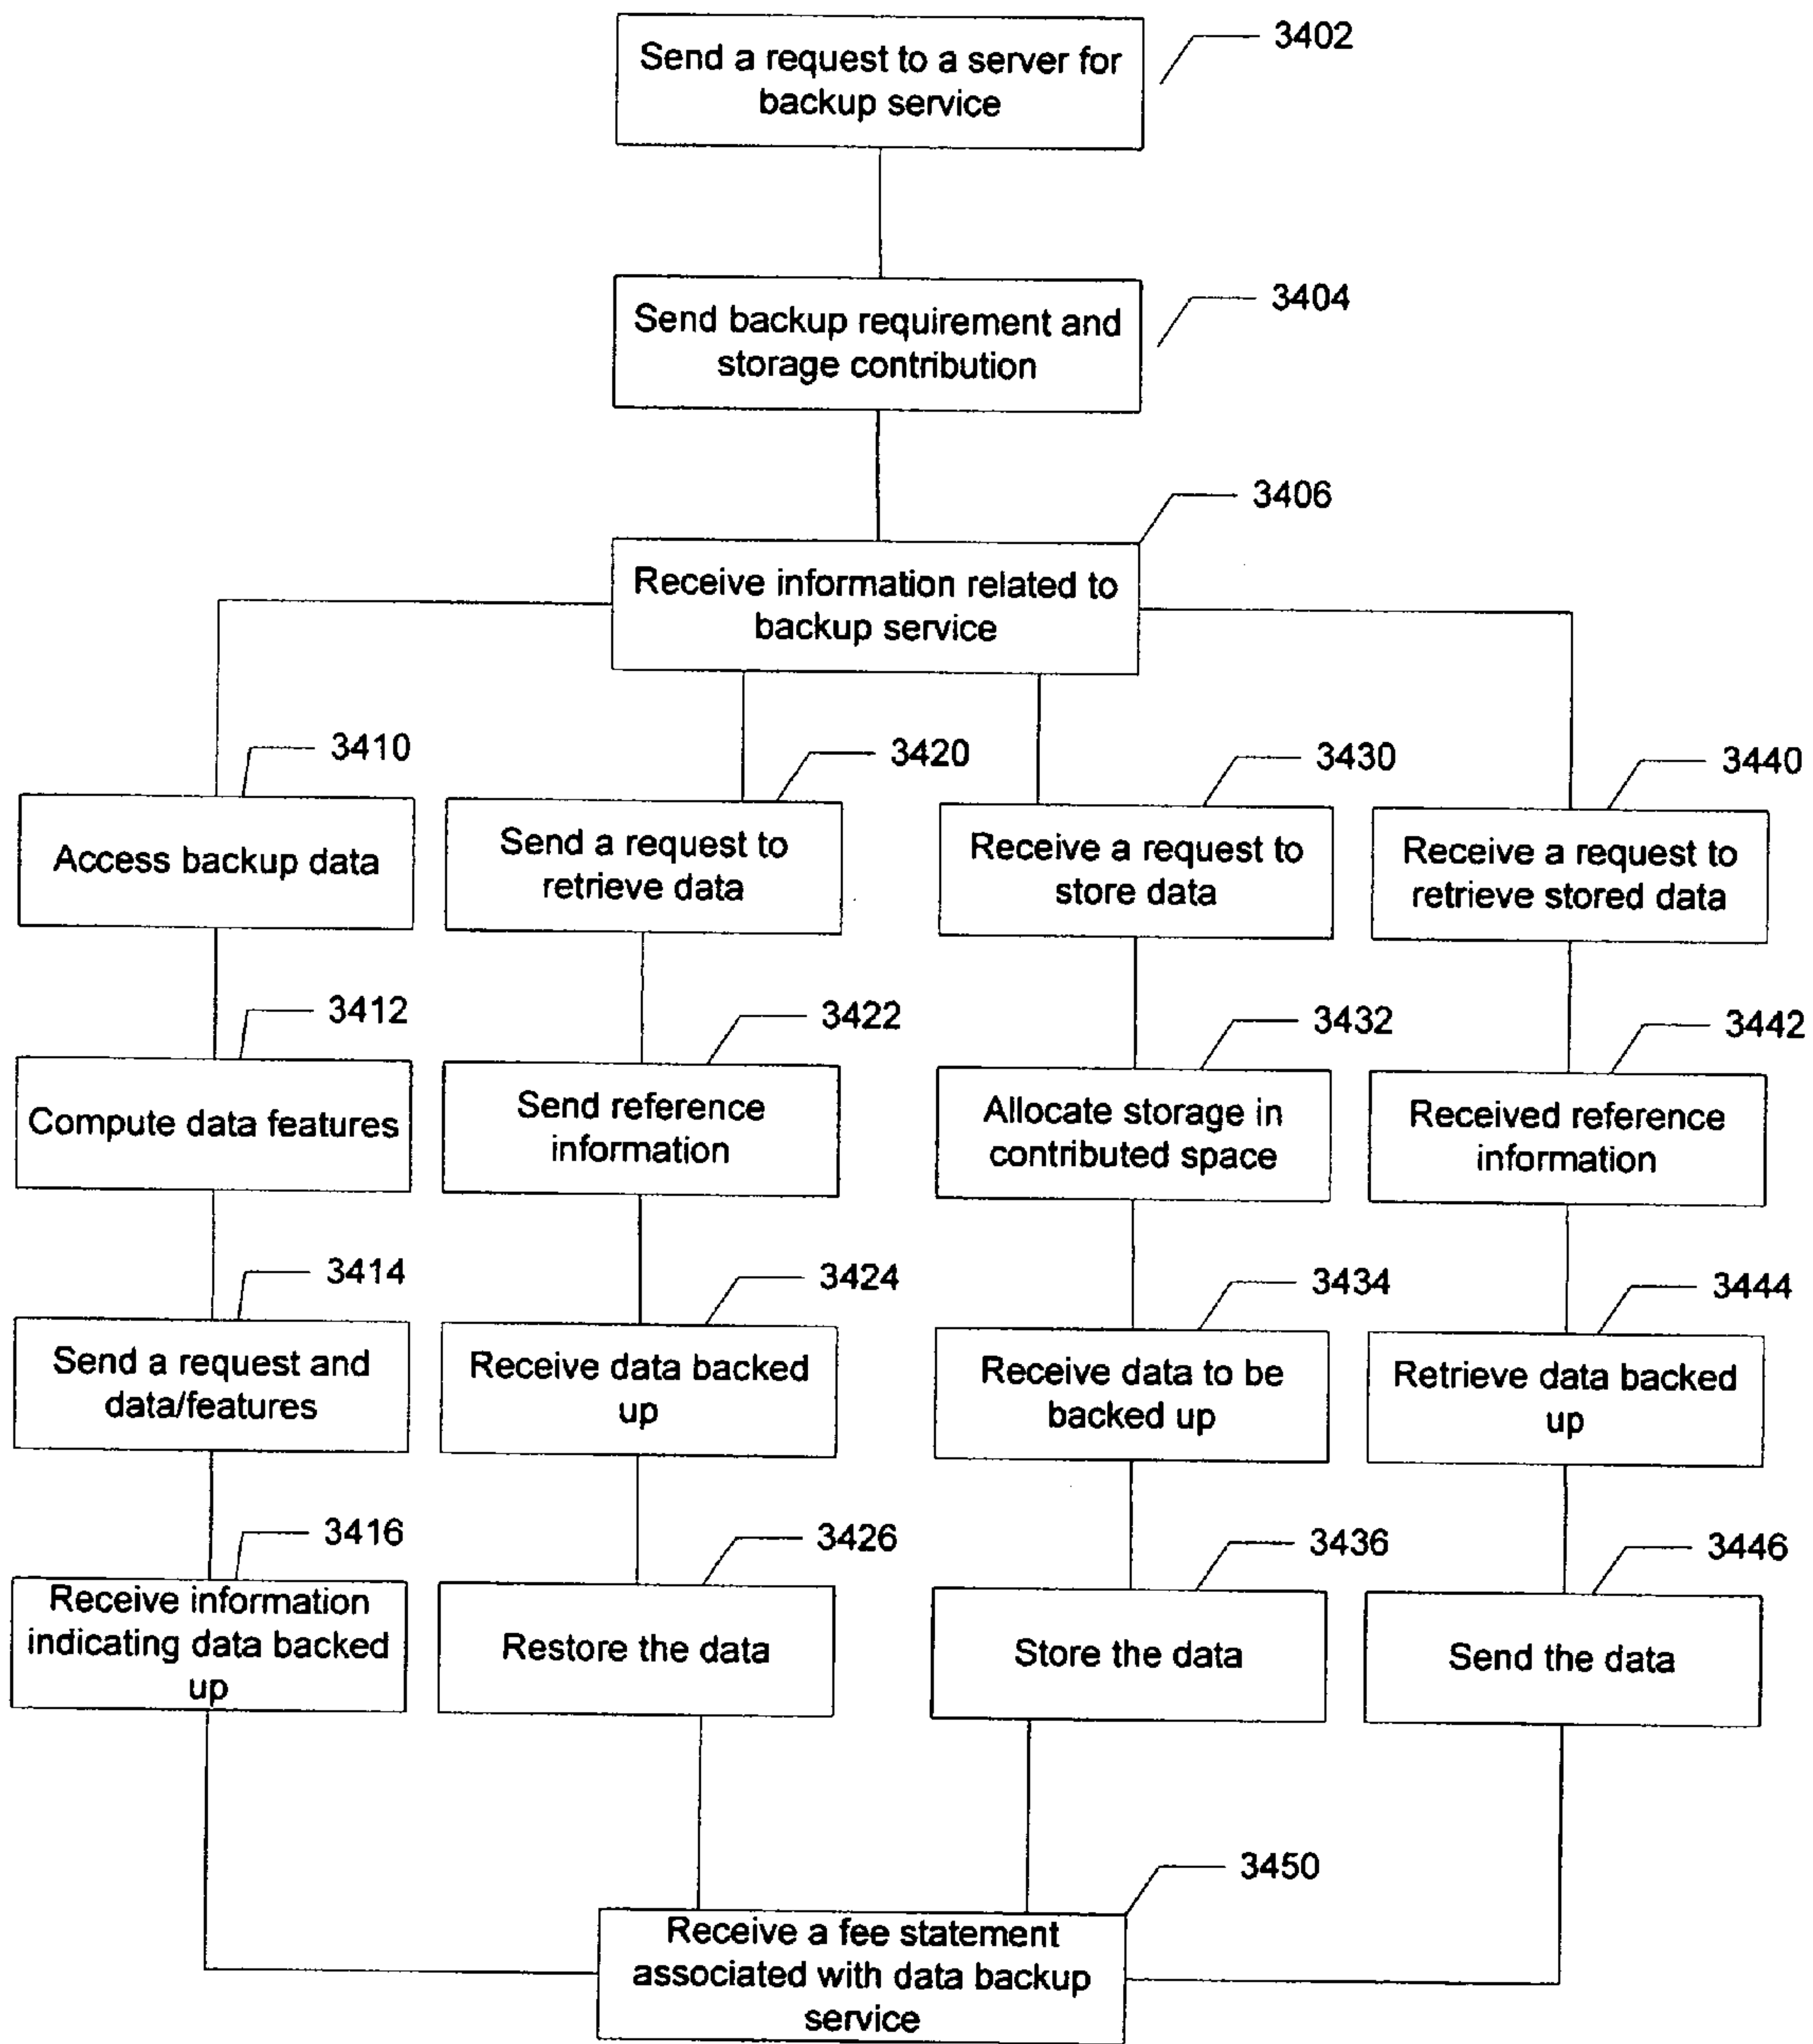 3402
Send a request to a server for
backup service
3404
Send backup requirement and
storage contribution
3406
Receive information related to
backup service
3410
Access backup data
3420
Send a request to
retrieve data
3430
Receive a request to
store data
3440
Receive a request to
retrieve stored data
3412
Compute data features
3422
Send reference
information
3432
Allocate storage in
contributed space
3442
Received reference
information
3414
Send a request and
data/features
3424
Receive data backed
up
3434
Receive data to be
backed up
3444
Retrieve data backed
up
3416
Receive information
indicating data backed
up
3426
Restore the data
3436
Store the data
3446
Send the data
3450
Receive a fee statement
associated with data backup
service